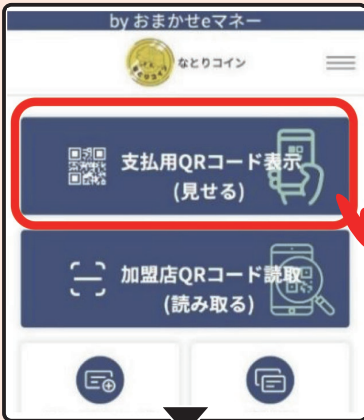 by おまかせeマネー
なとりコイン
支払用QRコード表示
(見せる)
加盟店QRコード読取
(読み取る)